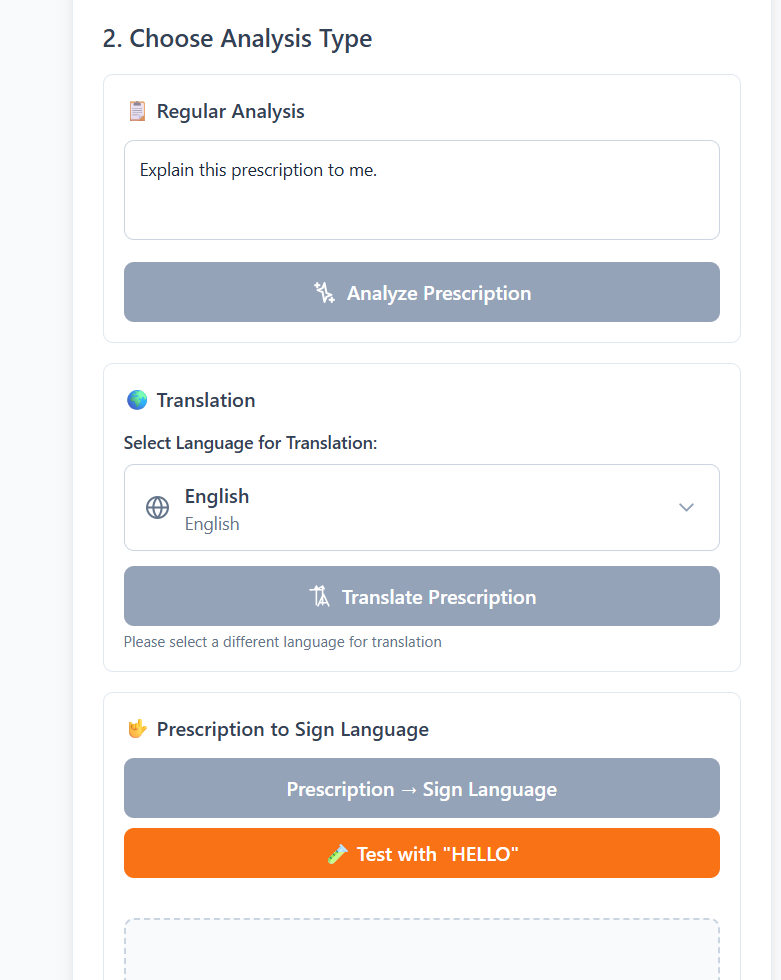 2. Choose Analysis Type
Regular Analysis
Explain this prescription to me.
Analyze Prescription
Translation
Select Language for Translation:
English
English
Translate Prescription
Please select a different language for translation
Prescription to Sign Language
Prescription → Sign Language
Test with "HELLO"